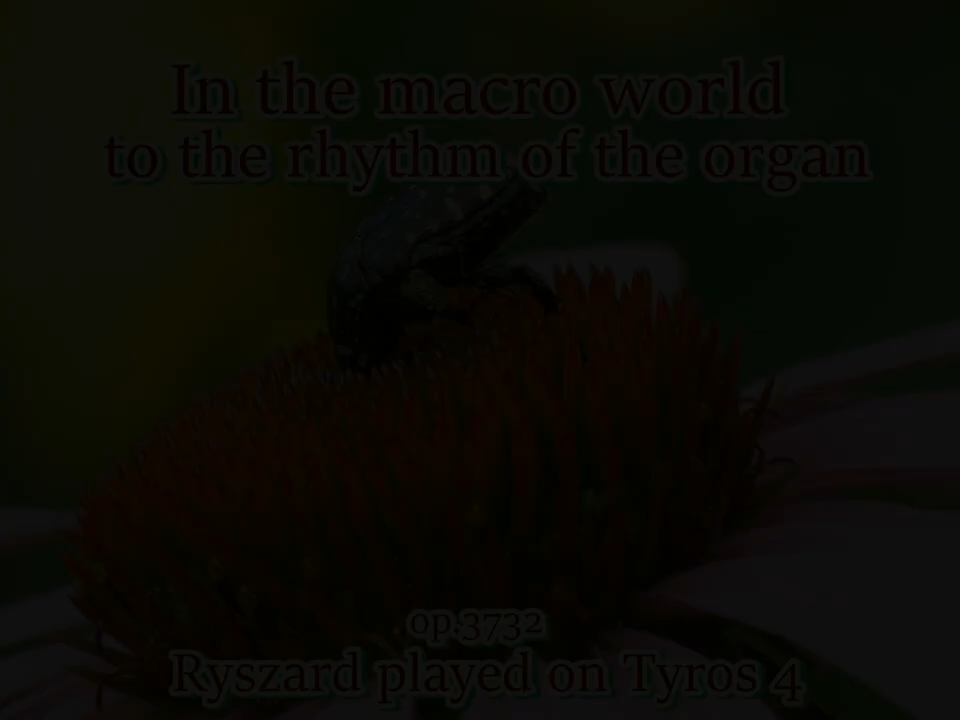 In the macro world
to the rhythm of the organ
op.3732
Ryszard played on Tyros 4